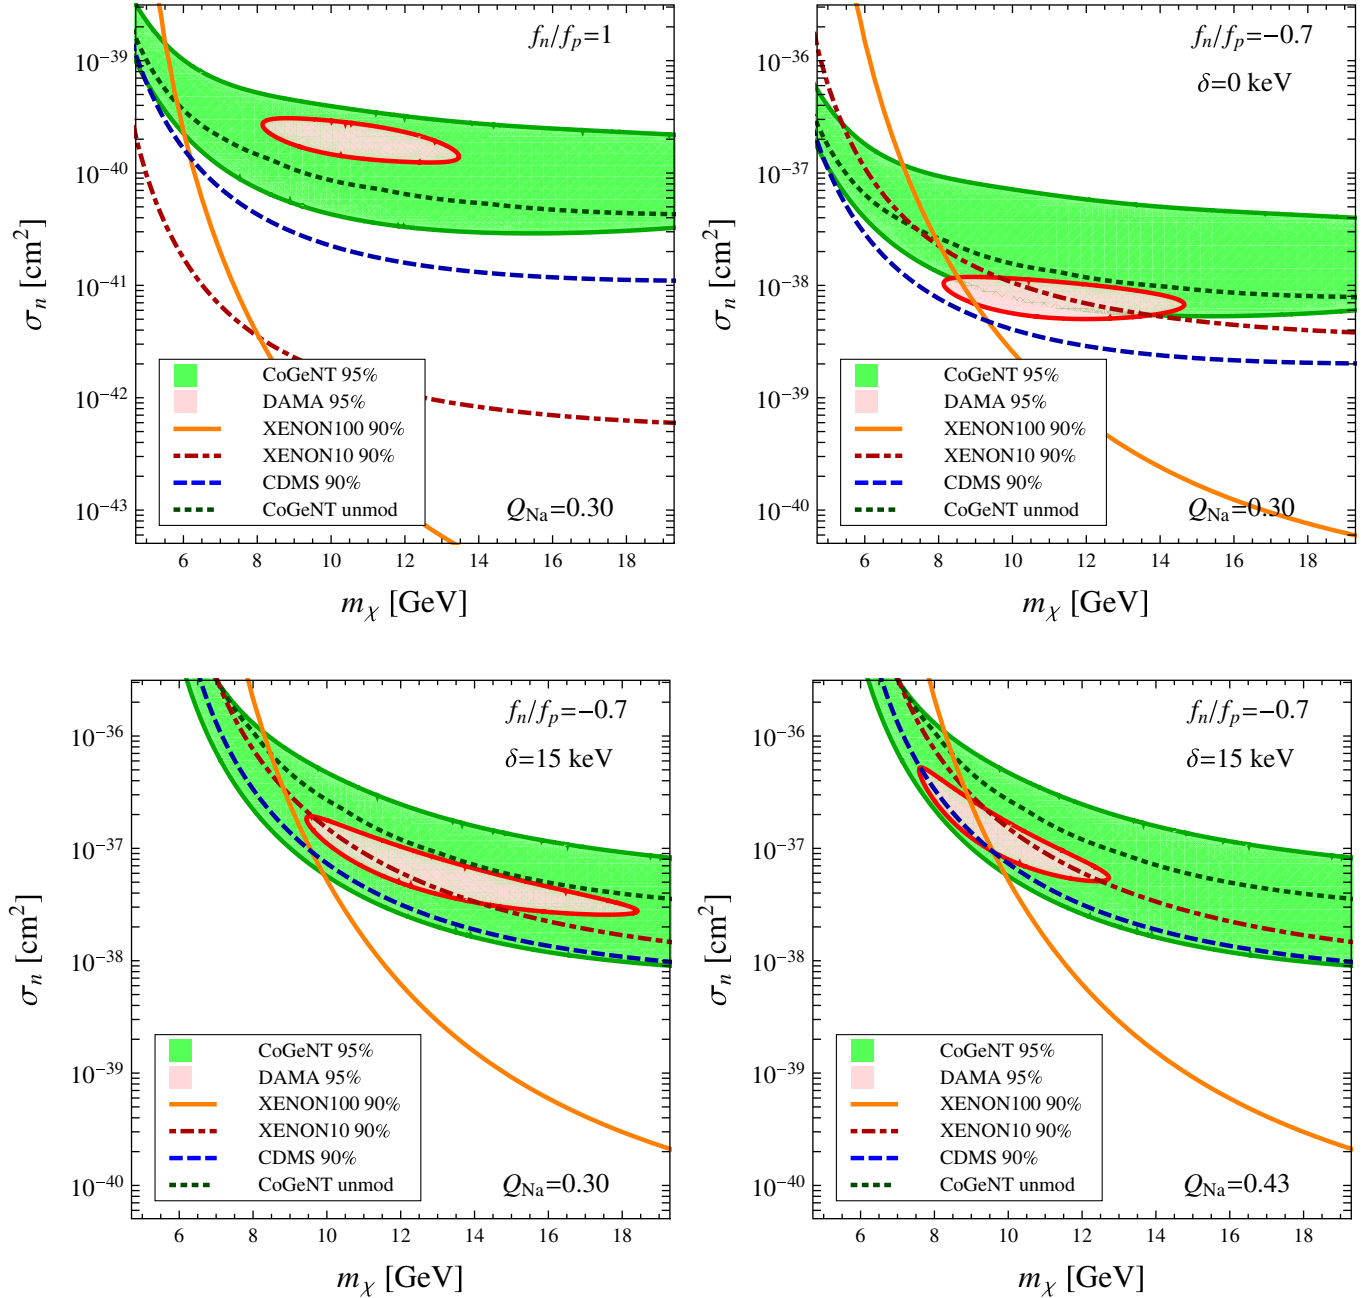 f_n/f_p=1
10^−39
10^−40
10^−41
10^−42
10^−43
σ_n [cm^2]
CoGeNT 95%
DAMA 95%
XENON100 90%
XENON10 90%
CDMS 90%
CoGeNT unmod
Q_Na=0.30
6 8 10 12 14 16 18
m_χ [GeV]
f_n/f_p=−0.7
δ=0 keV
10^−36
10^−37
10^−38
10^−39
10^−40
σ_n [cm^2]
CoGeNT 95%
DAMA 95%
XENON100 90%
XENON10 90%
CDMS 90%
CoGeNT unmod
Q_Na=0.30
6 8 10 12 14 16 18
m_χ [GeV]
f_n/f_p=−0.7
δ=15 keV
10^−36
10^−37
10^−38
10^−39
10^−40
σ_n [cm^2]
CoGeNT 95%
DAMA 95%
XENON100 90%
XENON10 90%
CDMS 90%
CoGeNT unmod
Q_Na=0.30
6 8 10 12 14 16 18
m_χ [GeV]
f_n/f_p=−0.7
δ=15 keV
10^−36
10^−37
10^−38
10^−39
10^−40
σ_n [cm^2]
CoGeNT 95%
DAMA 95%
XENON100 90%
XENON10 90%
CDMS 90%
CoGeNT unmod
Q_Na=0.43
6 8 10 12 14 16 18
m_χ [GeV]